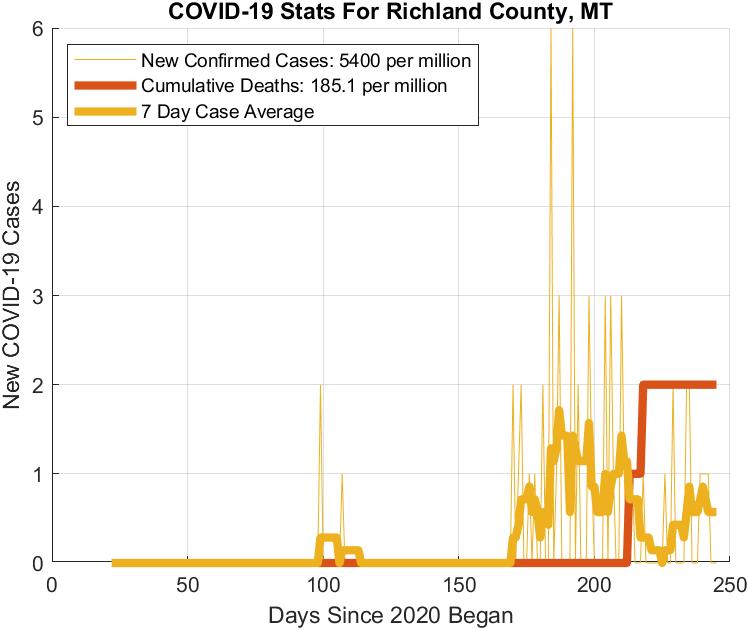 COVID-19 Stats For Richland County, MT
New Confirmed Cases: 5400 per million
Cumulative Deaths: 185.1 per million
7 Day Case Average
New COVID-19 Cases
6
5
4
3
2
1
0
0 50 100 150 200 250
Days Since 2020 Began